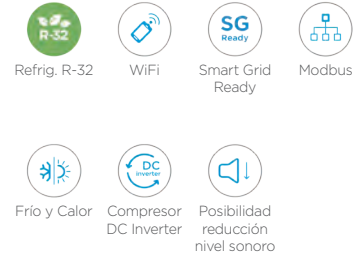 R-32
SG
Ready
Refrig. R-32
WiFi
Smart Grid
Ready
Modbus
DC
inverter
Frío y Calor
Compresor
DC Inverter
Posibilidad
reducción
nivel sonoro